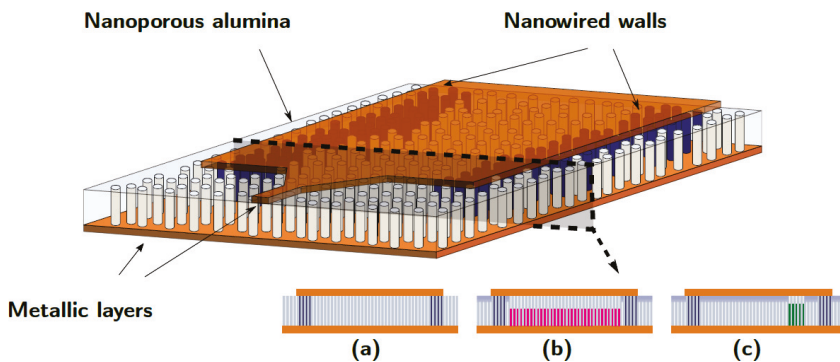 Nanoporous alumina
Nanowired walls
Metallic layers
(a)
(b)
(c)